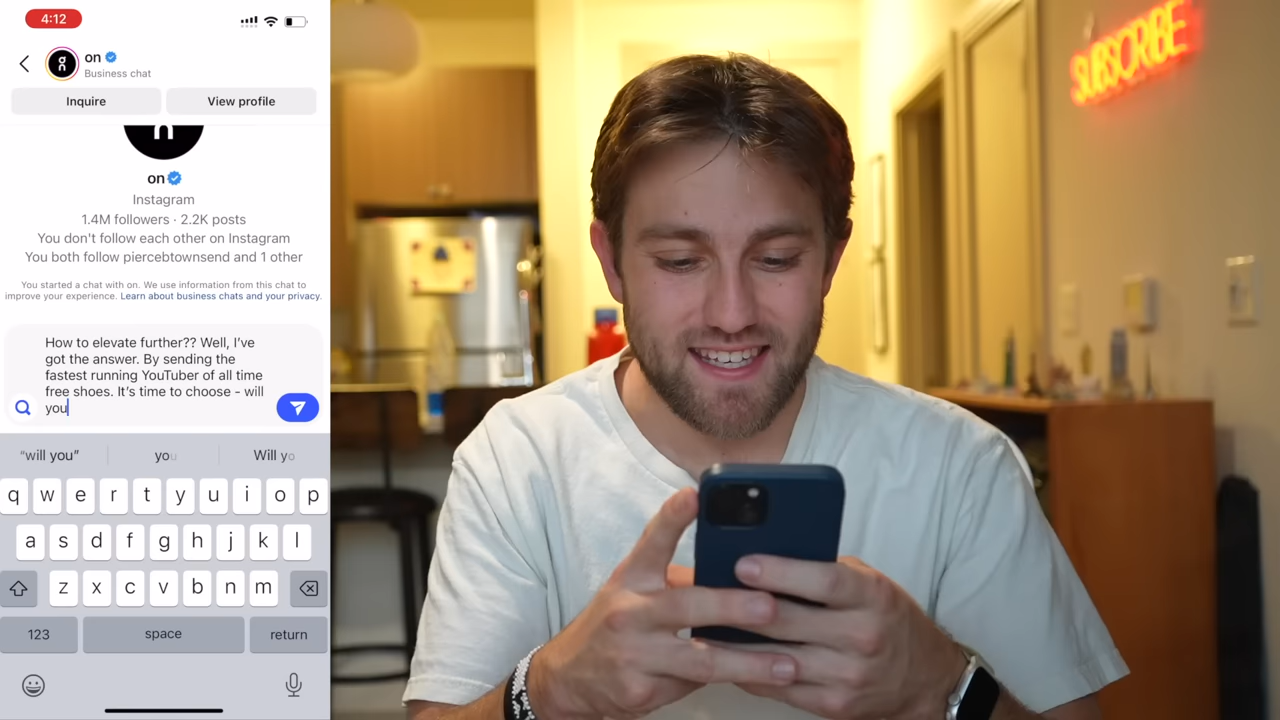 4:12
on
Business chat
Inquire
View profile
on
Instagram
1.4M followers · 2.2K posts
You don't follow each other on Instagram
You both follow piercebtownsend and 1 other
You started a chat with on. We use information from this chat to
improve your experience. Learn about business chats and your privacy.
How to elevate further?? Well, I've
got the answer. By sending the
fastest running YouTuber of all time
free shoes. It's time to choose - will
you
"will you"
you
Will yo
q w e r t y u i o p
a s d f g h j k l
z x c v b n m
123
space
return
SUBSCRIBE